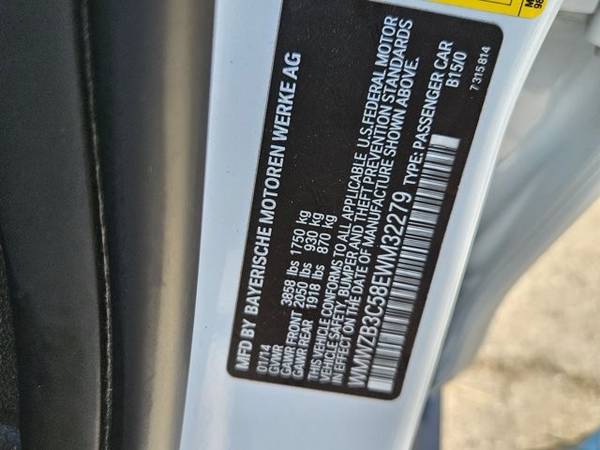 MFD BY BAYERISCHE MOTOREN WERKE AG
01/14
GVWR 3858 lbs 1750 kg
GAWR FRONT 2050 lbs 930 kg
GAWR REAR 1918 lbs 870 kg
THIS VEHICLE CONFORMS TO ALL APPLICABLE U.S. FEDERAL MOTOR
VEHICLE SAFETY, BUMPER AND THEFT PREVENTION STANDARDS
IN EFFECT ON THE DATE OF MANUFACTURE SHOWN ABOVE.
WMWZB3C59EWM32279 TYPE: PASSENGER CAR
B15/0
7 315 814